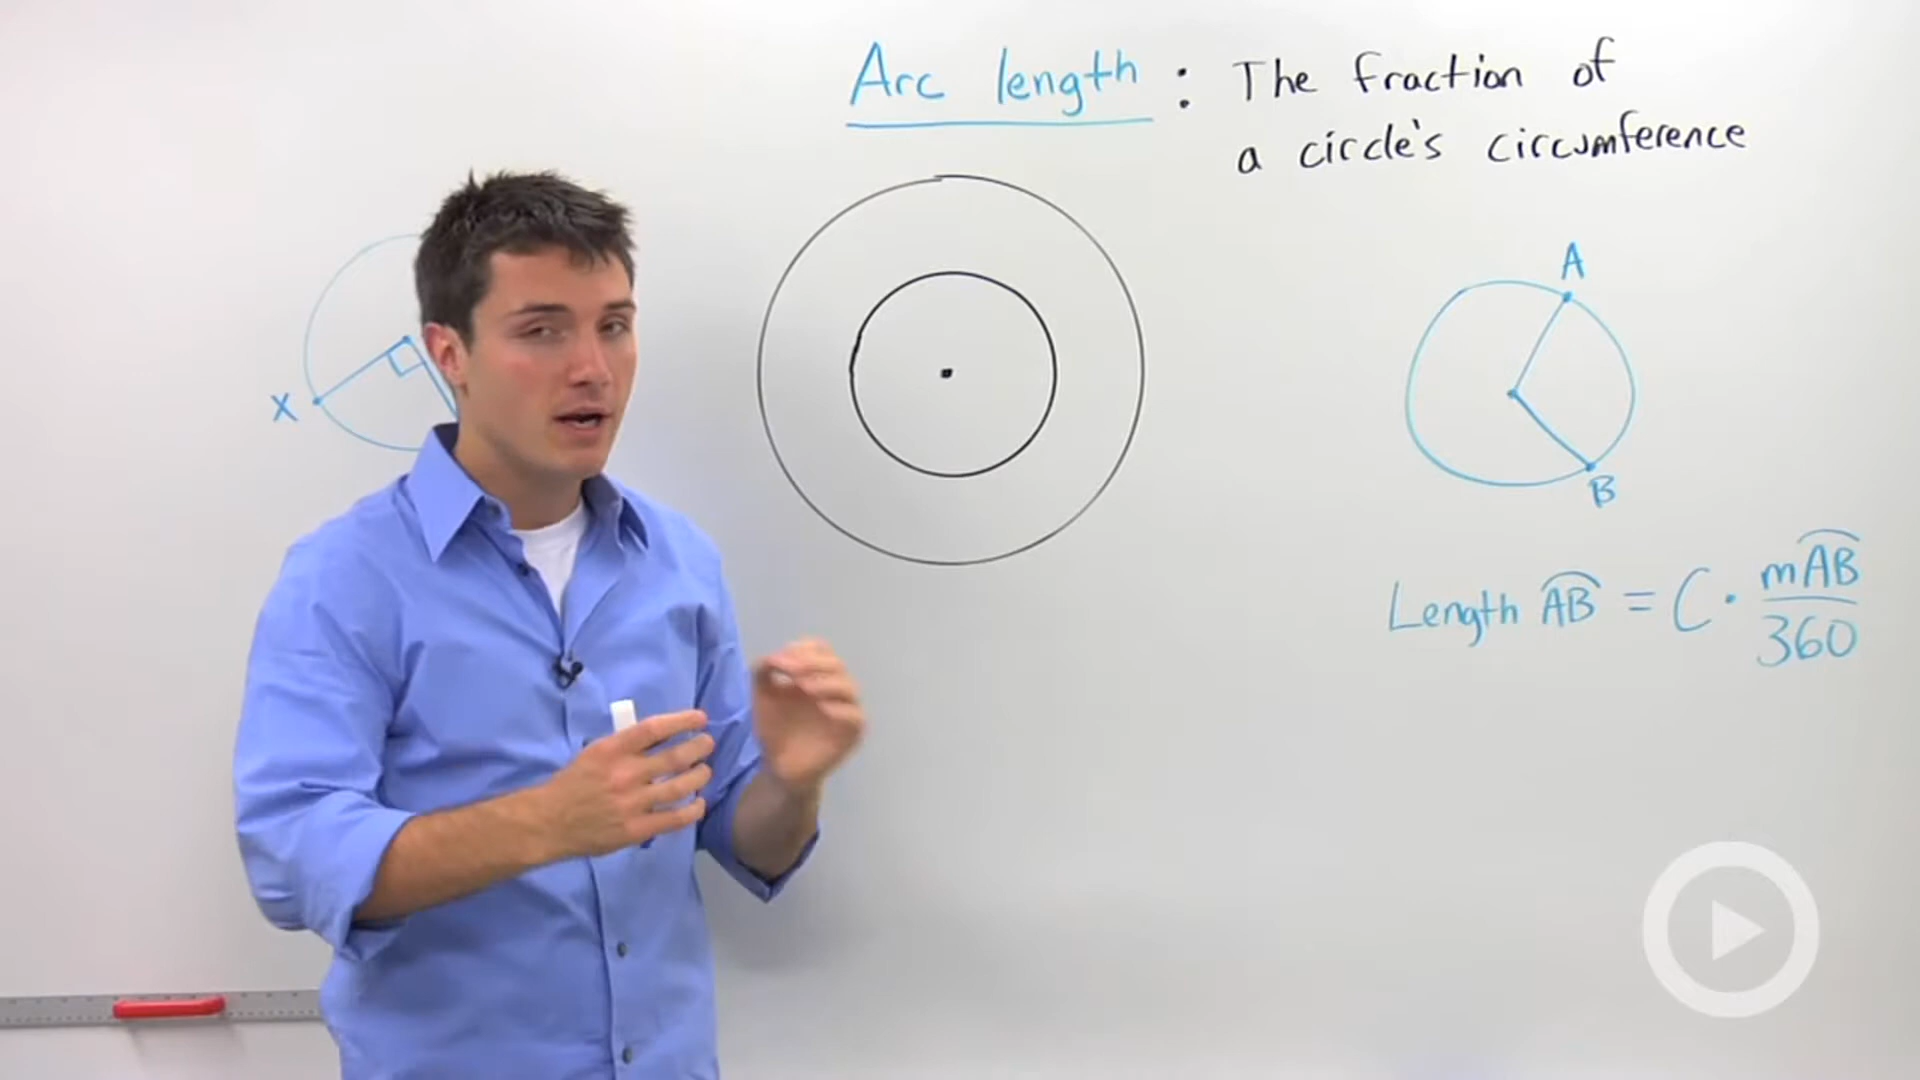 Arc length : The fraction of
a circle's circumference
A
X
B
Length AB = C · mAB
360